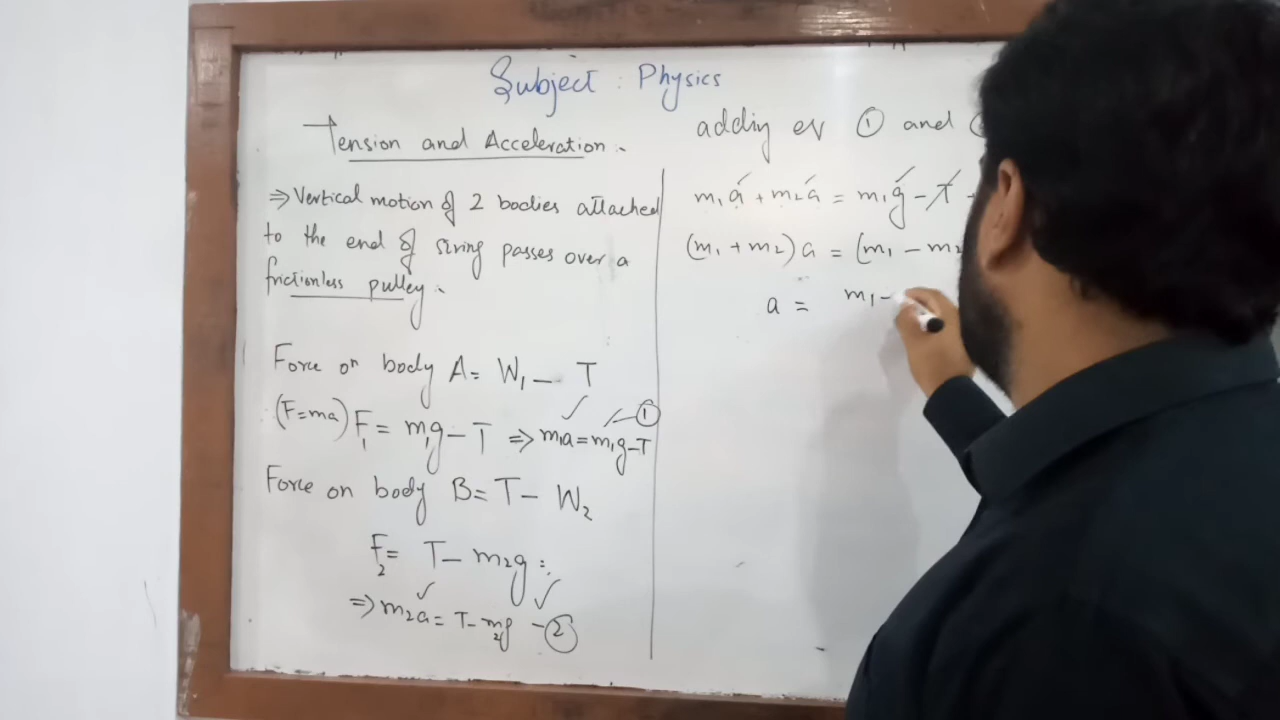 Subject : Physics
Tension and Acceleration :-
⇒ Vertical motion of 2 bodies attached
to the end of string passes over a
frictionless pulley :-
Force on body A = W₁ - T
(F=ma) F₁ = m₁g - T ⇒ m₁a = m₁g - T - ①
Force on body B = T - W₂
F₂ = T - m₂g :
⇒ m₂a = T - m₂g - ②
adding ev ① and
m₁a + m₂a = m₁g - T
(m₁ + m₂) a = (m₁ - m₂
a = m₁ -